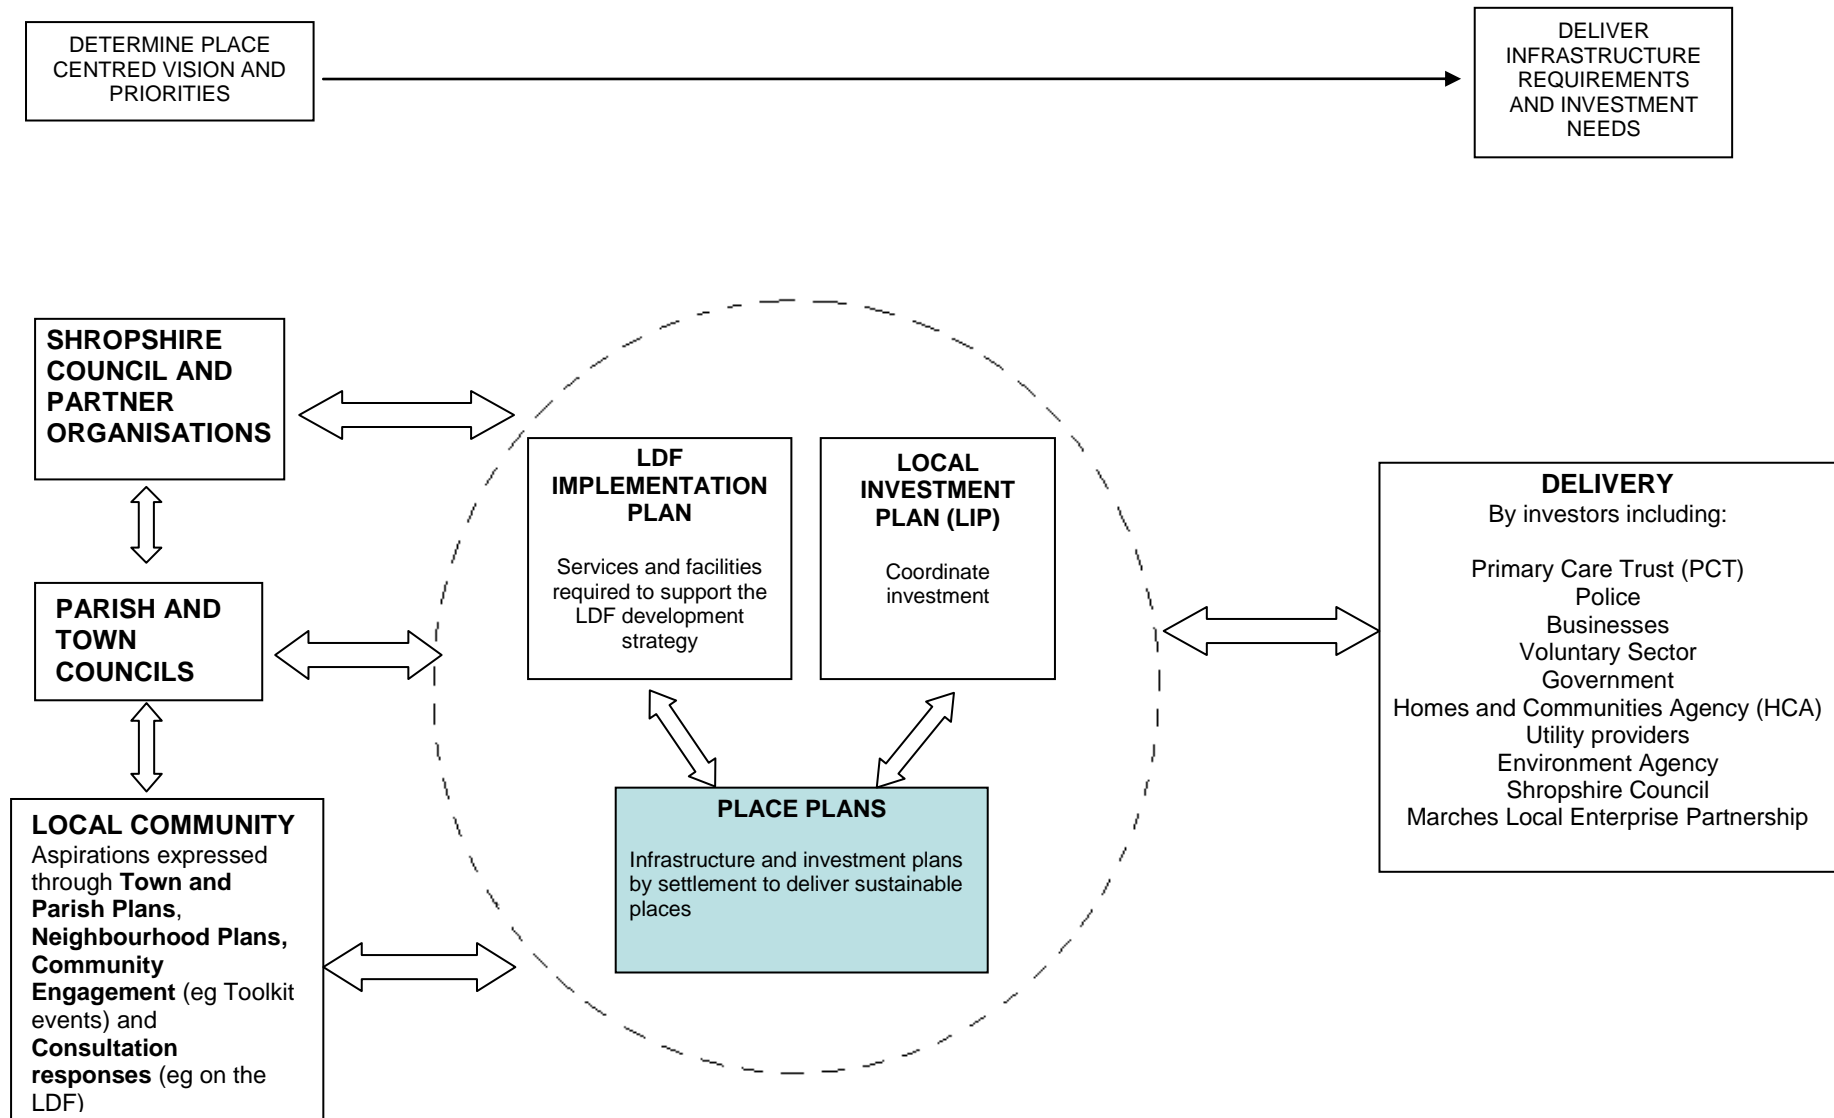 DETERMINE PLACE
CENTRED VISION AND
PRIORITIES
DELIVER
INFRASTRUCTURE
REQUIREMENTS
AND INVESTMENT
NEEDS
SHROPSHIRE
COUNCIL AND
PARTNER
ORGANISATIONS
PARISH AND
TOWN
COUNCILS
LOCAL COMMUNITY
Aspirations expressed
through Town and
Parish Plans,
Neighbourhood Plans,
Community
Engagement (eg Toolkit
events) and
Consultation
responses (eg on the
LDF)
LDF
IMPLEMENTATION
PLAN
Services and facilities
required to support the
LDF development
strategy
LOCAL
INVESTMENT
PLAN (LIP)
Coordinate
investment
PLACE PLANS
Infrastructure and investment plans
by settlement to deliver sustainable
places
DELIVERY
By investors including:
Primary Care Trust (PCT)
Police
Businesses
Voluntary Sector
Government
Homes and Communities Agency (HCA)
Utility providers
Environment Agency
Shropshire Council
Marches Local Enterprise Partnership